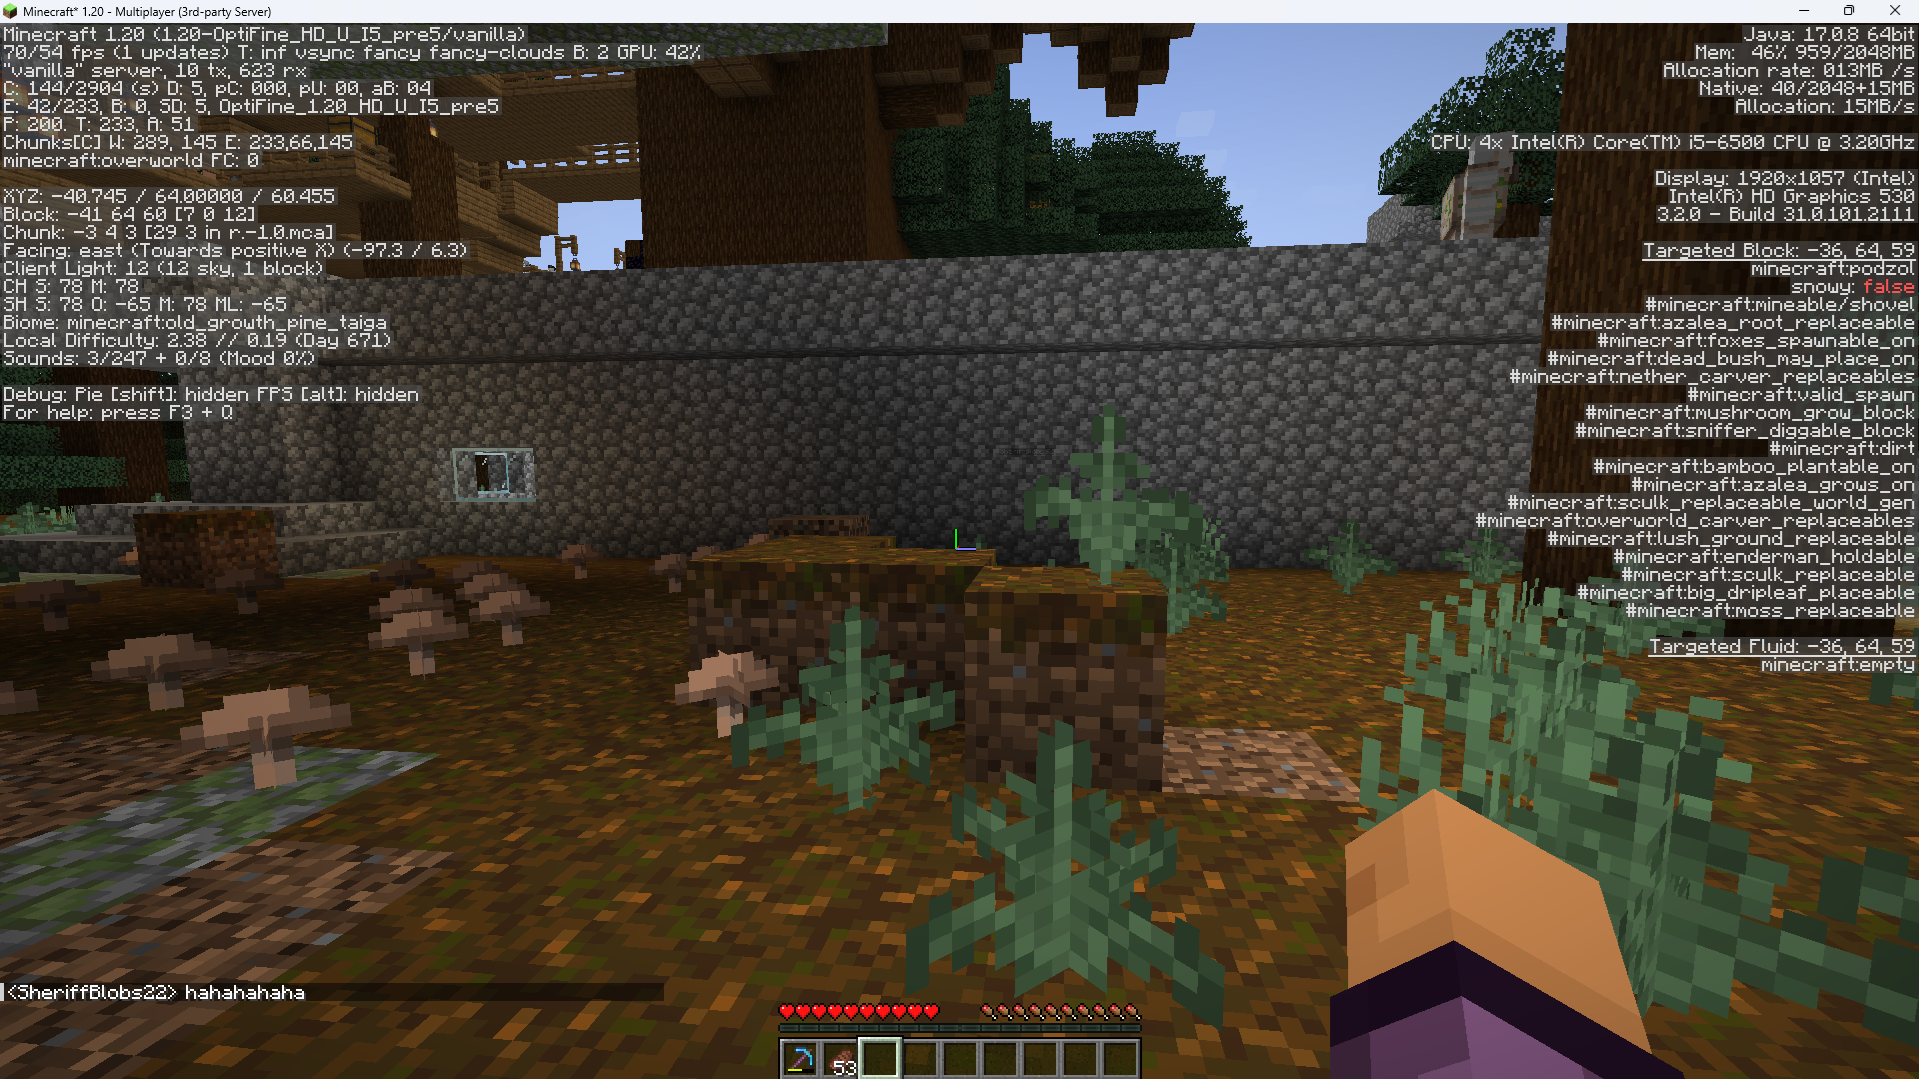 Minecraft* 1.20 - Multiplayer (3rd-party Server)
Minecraft 1.20 (1.20-OptiFine_HD_U_I5_pre5/vanilla)
70/54 fps (1 updates) T: inf vsync fancy fancy-clouds B: 2 GPU: 42%
"vanilla" server, 10 tx, 623 rx
C: 144/2904 (s) D: 5, pC: 000, pU: 00, aB: 04
E: 42/233, B: 0, SD: 5, OptiFine_1.20_HD_U_I5_pre5
P: 200. T: 233, A: 51
Chunks[C] W: 289, 145 E: 233,66,145
minecraft:overworld FC: 0
XYZ: -40.745 / 64.00000 / 60.455
Block: -41 64 60 [7 0 12]
Chunk: -3 4 3 [29 3 in r.-1.0.mca]
Facing: east (Towards positive X) (-97.3 / 6.3)
Client Light: 12 (12 sky, 1 block)
CH S: 78 M: 78
SH S: 78 O: -65 M: 78 ML: -65
Biome: minecraft:old_growth_pine_taiga
Local Difficulty: 2.38 // 0.19 (Day 671)
Sounds: 3/247 + 0/8 (Mood 0%)
Debug: Pie [shift]: hidden FPS [alt]: hidden
For help: press F3 + Q
Java: 17.0.8 64bit
Mem: 46% 959/2048MB
Allocation rate: 013MB /s
Native: 40/2048+15MB
Allocation: 15MB/s
CPU: 4x Intel(R) Core(TM) i5-6500 CPU @ 3.20GHz
Display: 1920x1057 (Intel)
Intel(R) HD Graphics 530
3.2.0 - Build 31.0.101.2111
Targeted Block: -36, 64, 59
minecraft:podzol
snowy: false
#minecraft:mineable/shovel
#minecraft:azalea_root_replaceable
#minecraft:foxes_spawnable_on
#minecraft:dead_bush_may_place_on
#minecraft:nether_carver_replaceables
#minecraft:valid_spawn
#minecraft:mushroom_grow_block
#minecraft:sniffer_diggable_block
#minecraft:dirt
#minecraft:bamboo_plantable_on
#minecraft:azalea_grows_on
#minecraft:sculk_replaceable_world_gen
#minecraft:overworld_carver_replaceables
#minecraft:lush_ground_replaceable
#minecraft:enderman_holdable
#minecraft:sculk_replaceable
#minecraft:big_dripleaf_placeable
#minecraft:moss_replaceable
Targeted Fluid: -36, 64, 59
minecraft:empty
<SheriffBlobs22> hahahahaha
53